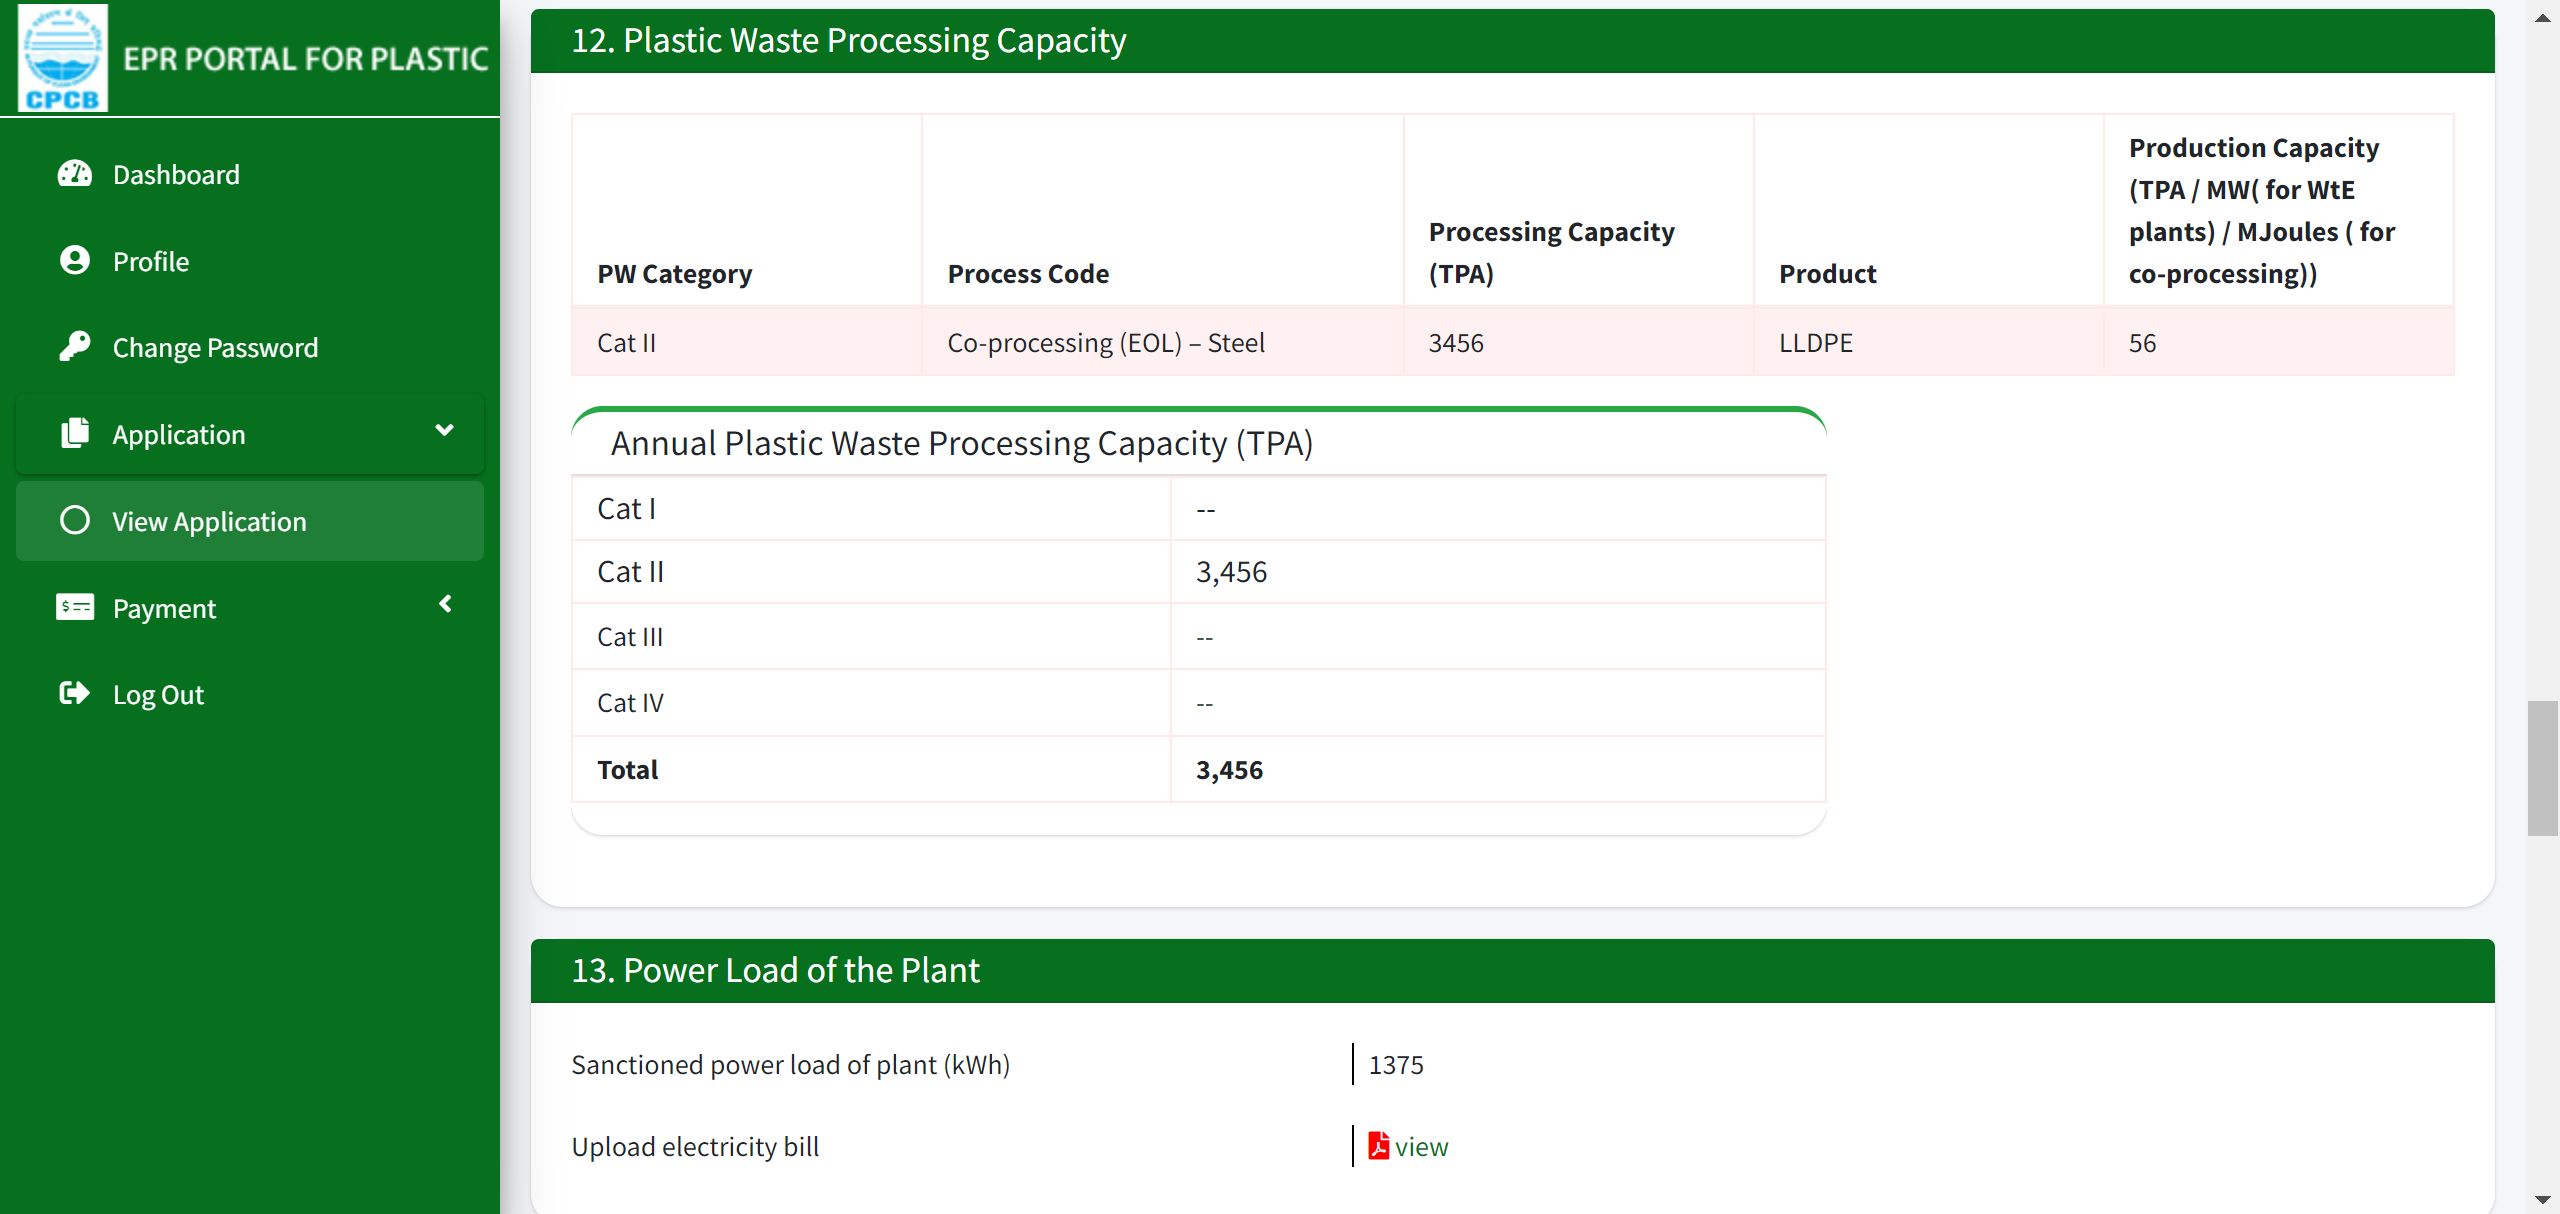 CPCB
EPR PORTAL FOR PLASTIC
Dashboard
Profile
Change Password
Application
View Application
Payment
Log Out
12. Plastic Waste Processing Capacity
PW Category
Process Code
Processing Capacity
(TPA)
Product
Production Capacity
(TPA / MW( for WtE
plants) / MJoules ( for
co-processing))
Cat II
Co-processing (EOL) – Steel
3456
LLDPE
56
Annual Plastic Waste Processing Capacity (TPA)
Cat I
--
Cat II
3,456
Cat III
--
Cat IV
--
Total
3,456
13. Power Load of the Plant
Sanctioned power load of plant (kWh)
1375
Upload electricity bill
view